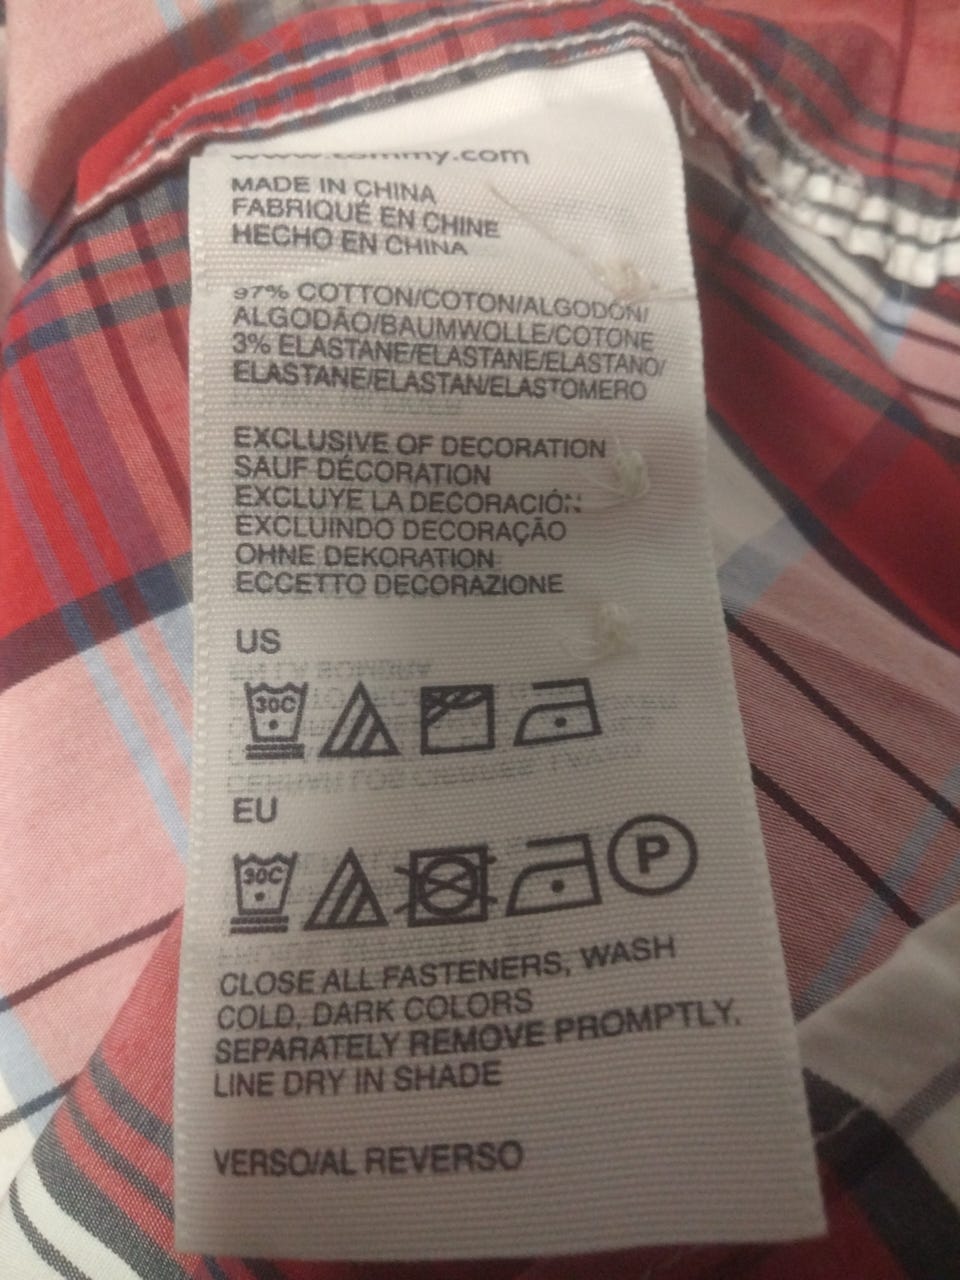 www.tommy.com
MADE IN CHINA
FABRIQUÉ EN CHINE
HECHO EN CHINA
97% COTTON/COTON/ALGODÓN/
ALGODÃO/BAUMWOLLE/COTONE
3% ELASTANE/ELASTANE/ELASTANO/
ELASTANE/ELASTAN/ELASTOMERO
EXCLUSIVE OF DECORATION
SAUF DÉCORATION
EXCLUYE LA DECORACIÓN
EXCLUINDO DECORAÇÃO
OHNE DEKORATION
ECCETTO DECORAZIONE
US
30C
EU
30C P
CLOSE ALL FASTENERS, WASH
COLD, DARK COLORS
SEPARATELY REMOVE PROMPTLY.
LINE DRY IN SHADE
VERSO/AL REVERSO